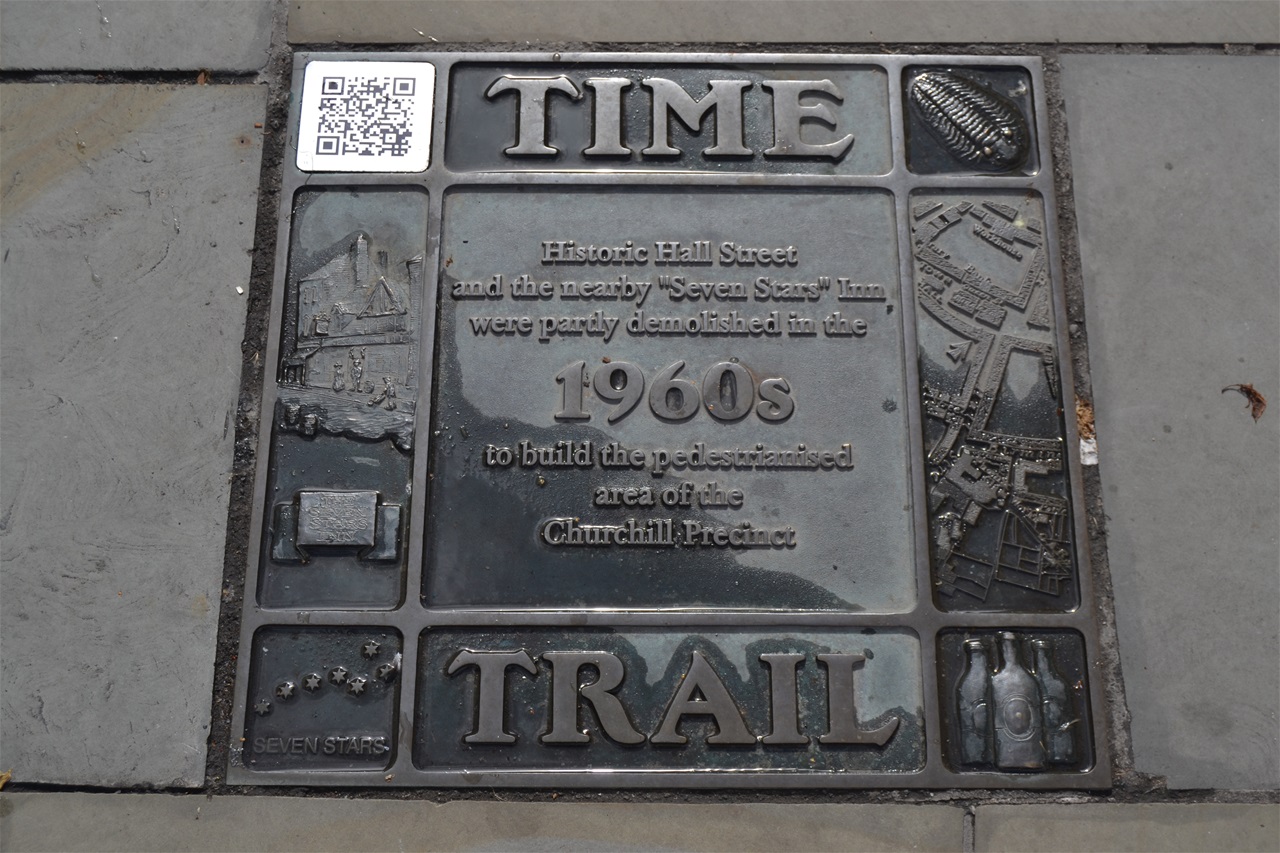 TIME
Historic Hall Street
and the nearby "Seven Stars" Inn,
were partly demolished in the
1960s
to build the pedestrianised
area of the
Churchill Precinct
SEVEN STARS
TRAIL